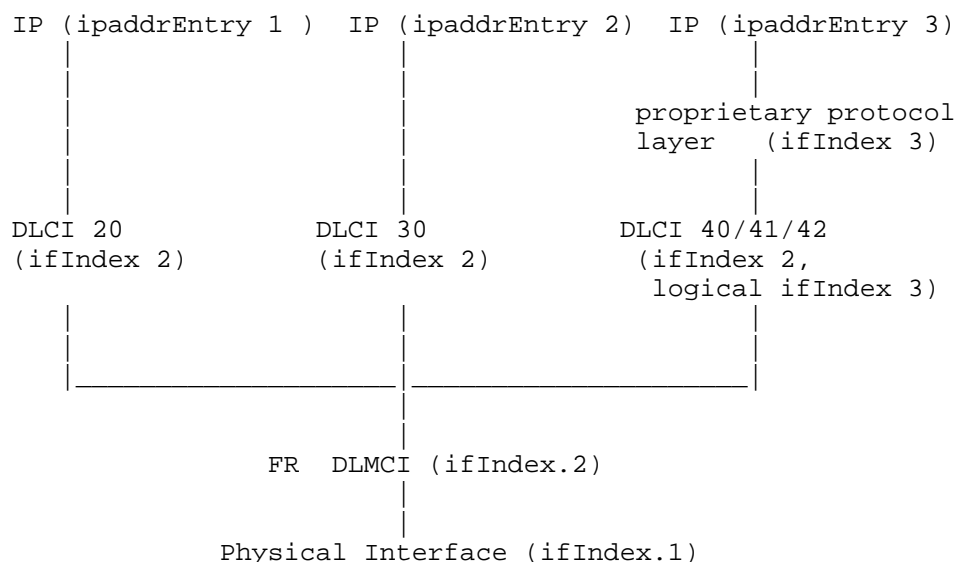 IP (ipaddrEntry 1 )  IP (ipaddrEntry 2)  IP (ipaddrEntry 3)
proprietary protocol
layer   (ifIndex 3)
DLCI 20            DLCI 30            DLCI 40/41/42
(ifIndex 2)        (ifIndex 2)         (ifIndex 2,
logical ifIndex 3)
FR  DLMCI (ifIndex.2)
Physical Interface (ifIndex.1)